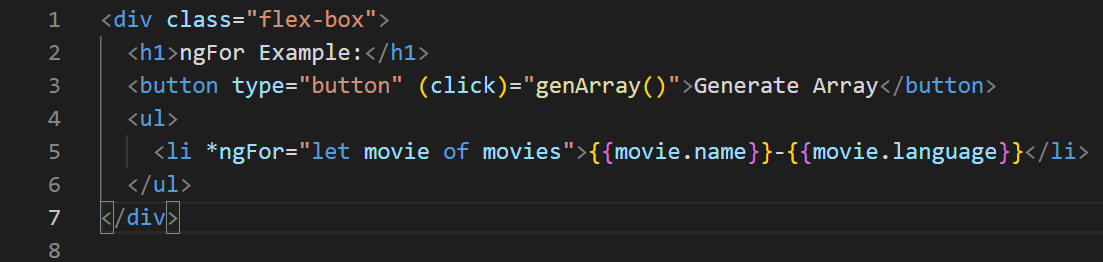 1 <div class="flex-box">
2 <h1>ngFor Example:</h1>
3 <button type="button" (click)="genArray()">Generate Array</button>
4 <ul>
5 <li *ngFor="let movie of movies">{{movie.name}}-{{movie.language}}</li>
6 </ul>
7 </div>
8